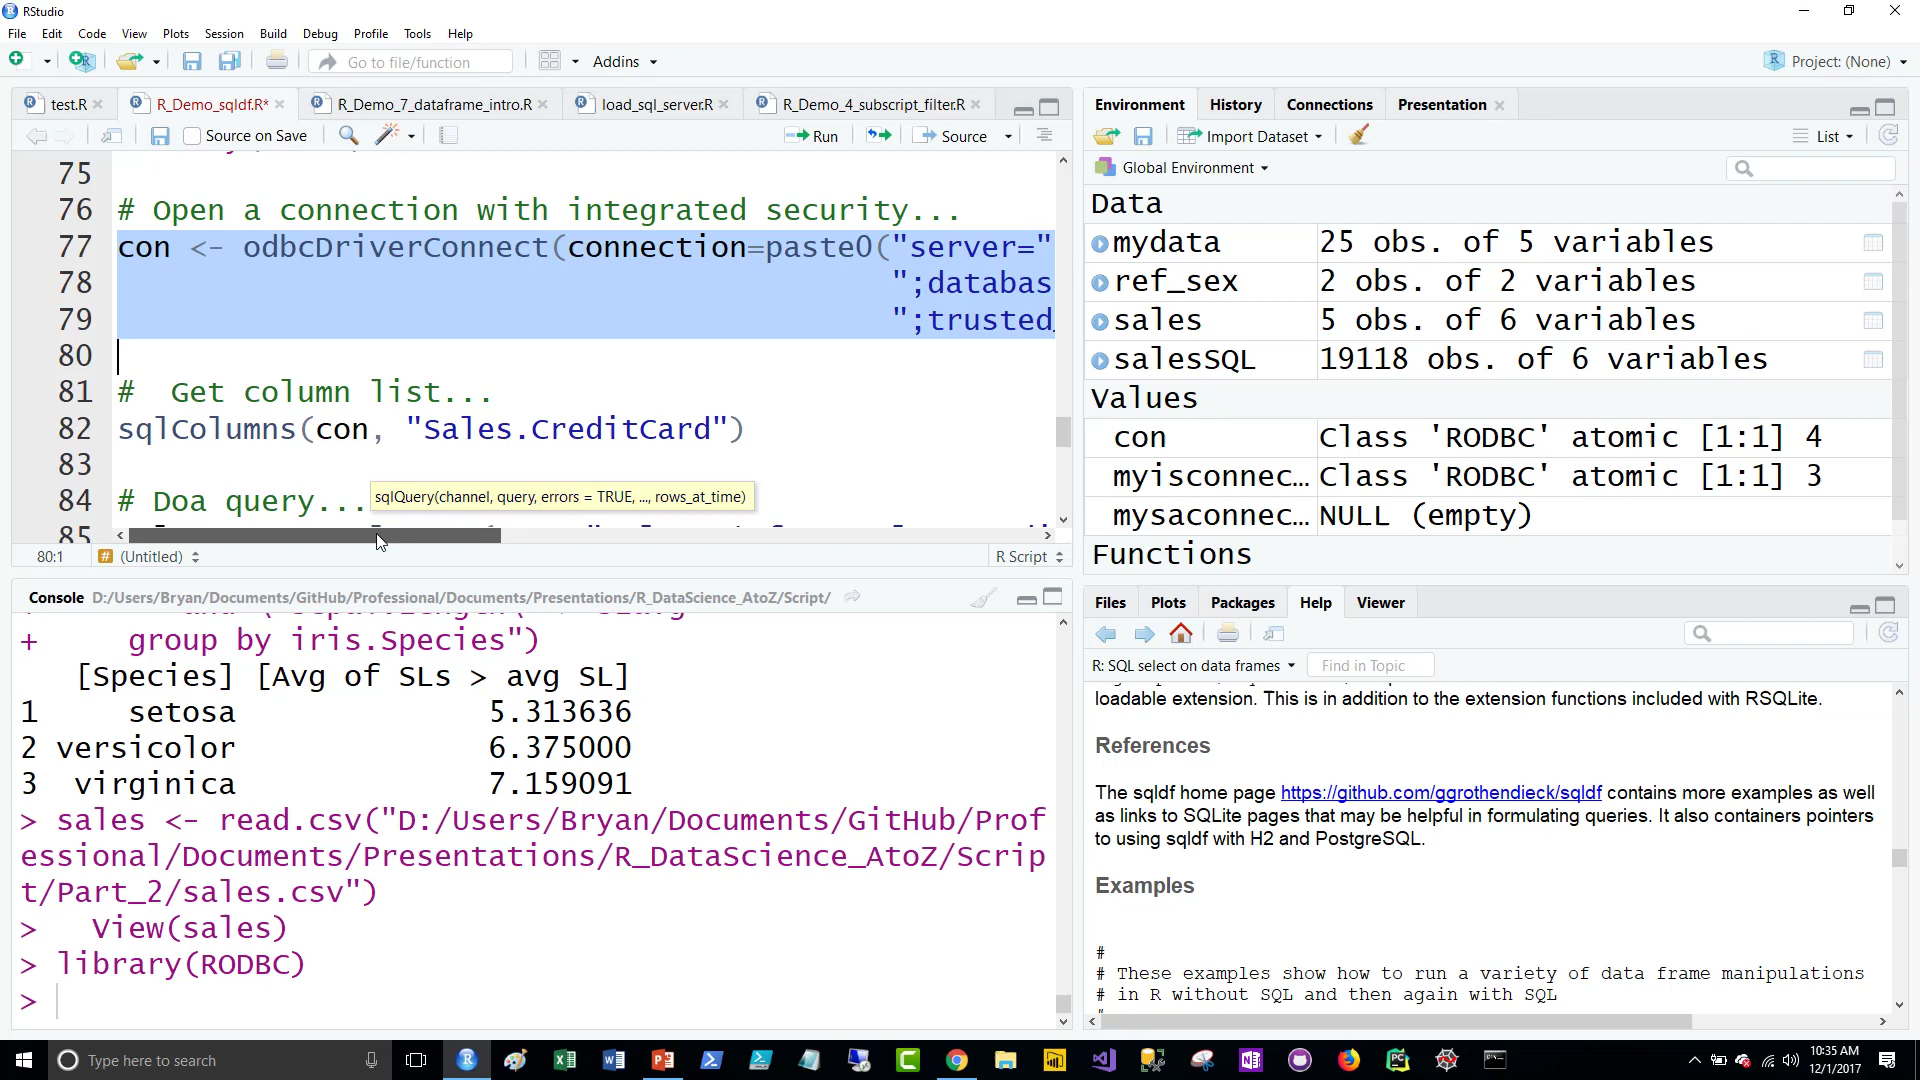 RStudio
File Edit Code View Plots Session Build Debug Profile Tools Help
Go to file/function Addins Project: (None)
test.R R_Demo_sqldf.R* R_Demo_7_dataframe_intro.R load_sql_server.R R_Demo_4_subscript_filter.R
Source on Save Run Source
75
76 # Open a connection with integrated security...
77 con <- odbcDriverConnect(connection=paste0("server="
78 ";databas
79 ";trusted_
80
81 #  Get column list...
82 sqlColumns(con, "Sales.CreditCard")
83
84 # Doa query...
sqlQuery(channel, query, errors = TRUE, ..., rows_at_time)
85
80:1 (Untitled) R Script
Console D:/Users/Bryan/Documents/GitHub/Professional/Documents/Presentations/R_DataScience_AtoZ/Script/
+ group by iris.Species")
[Species] [Avg of SLs > avg SL]
1 setosa 5.313636
2 versicolor 6.375000
3 virginica 7.159091
> sales <- read.csv("D:/Users/Bryan/Documents/GitHub/Prof
essional/Documents/Presentations/R_DataScience_AtoZ/Scrip
t/Part_2/sales.csv")
> View(sales)
> library(RODBC)
>
Environment History Connections Presentation
Import Dataset List
Global Environment
Data
mydata 25 obs. of 5 variables
ref_sex 2 obs. of 2 variables
sales 5 obs. of 6 variables
salesSQL 19118 obs. of 6 variables
Values
con Class 'RODBC' atomic [1:1] 4
myisconnec... Class 'RODBC' atomic [1:1] 3
mysaconnec... NULL (empty)
Functions
Files Plots Packages Help Viewer
R: SQL select on data frames Find in Topic
loadable extension. This is in addition to the extension functions included with RSQLite.
References
The sqldf home page https://github.com/ggrothendieck/sqldf contains more examples as well
as links to SQLite pages that may be helpful in formulating queries. It also containers pointers
to using sqldf with H2 and PostgreSQL.
Examples
#
# These examples show how to run a variety of data frame manipulations
# in R without SQL and then again with SQL
Type here to search
10:35 AM
12/1/2017